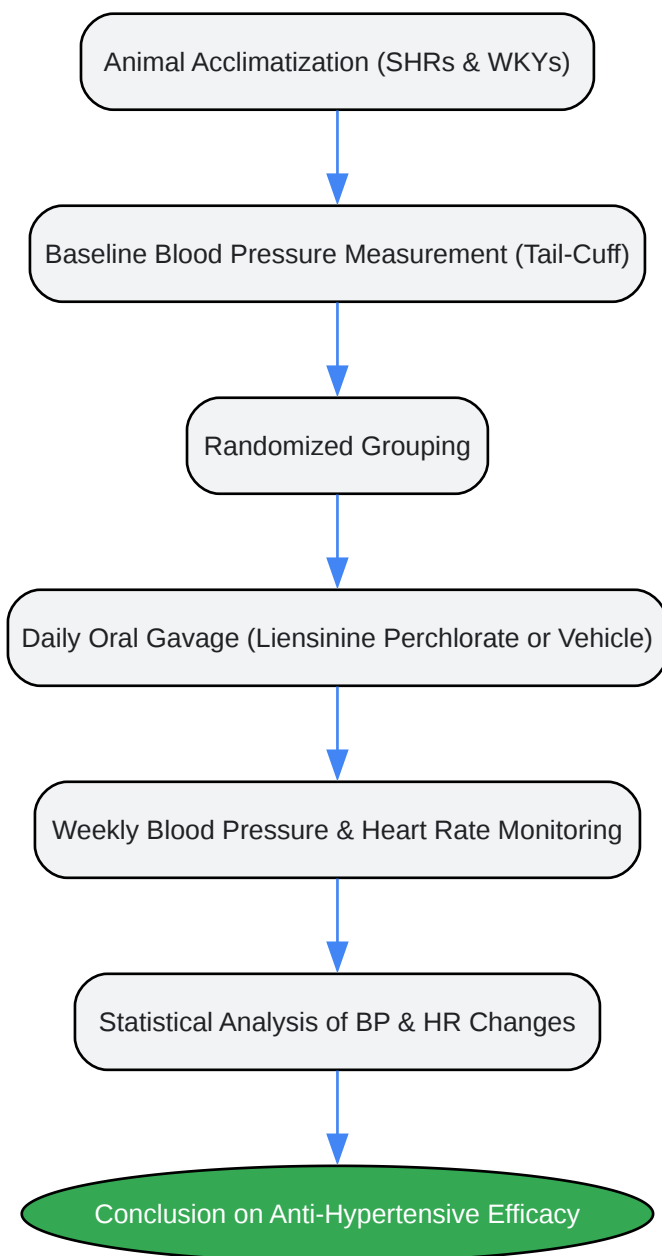 Animal Acclimatization (SHRs & WKYs)
Baseline Blood Pressure Measurement (Tail-Cuff)
Randomized Grouping
Daily Oral Gavage (Liensinine Perchlorate or Vehicle)
Weekly Blood Pressure & Heart Rate Monitoring
Statistical Analysis of BP & HR Changes
Conclusion on Anti-Hypertensive Efficacy